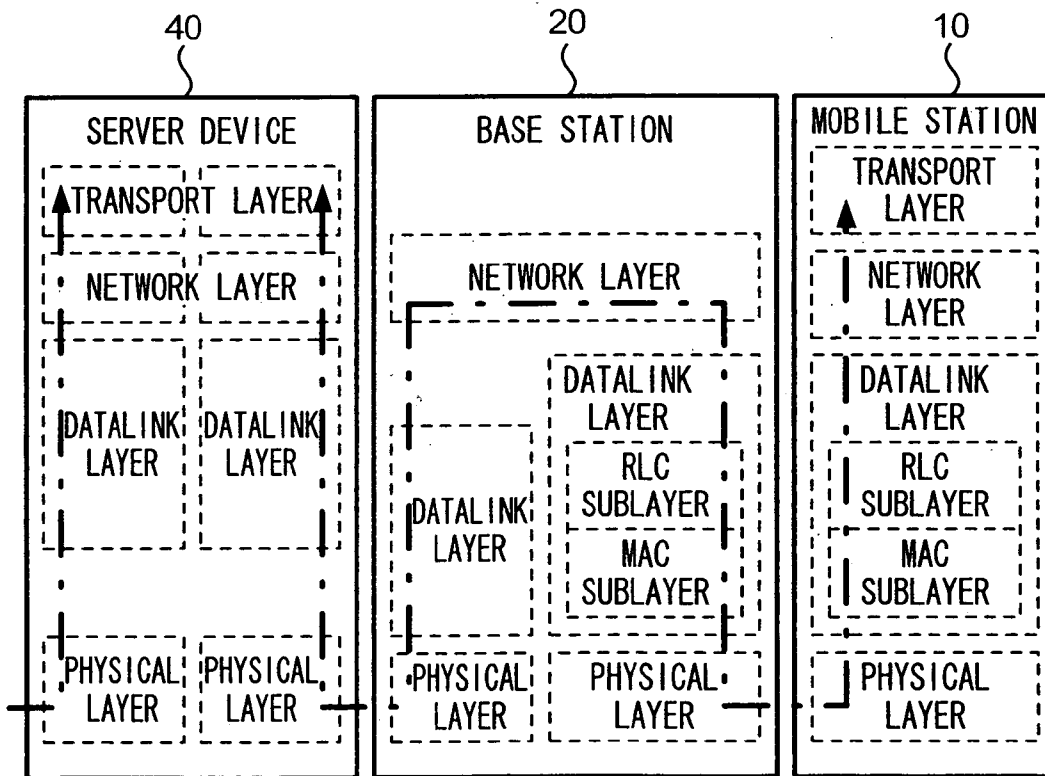 40
20
10
SERVER DEVICE
TRANSPORT LAYER
NETWORK LAYER
DATALINK
LAYER
DATALINK
LAYER
PHYSICAL
LAYER
PHYSICAL
LAYER
BASE STATION
NETWORK LAYER
DATALINK
LAYER
DATALINK
LAYER
RLC
SUBLAYER
MAC
SUBLAYER
PHYSICAL
LAYER
PHYSICAL
LAYER
MOBILE STATION
TRANSPORT
LAYER
NETWORK
LAYER
DATALINK
LAYER
RLC
SUBLAYER
MAC
SUBLAYER
PHYSICAL
LAYER